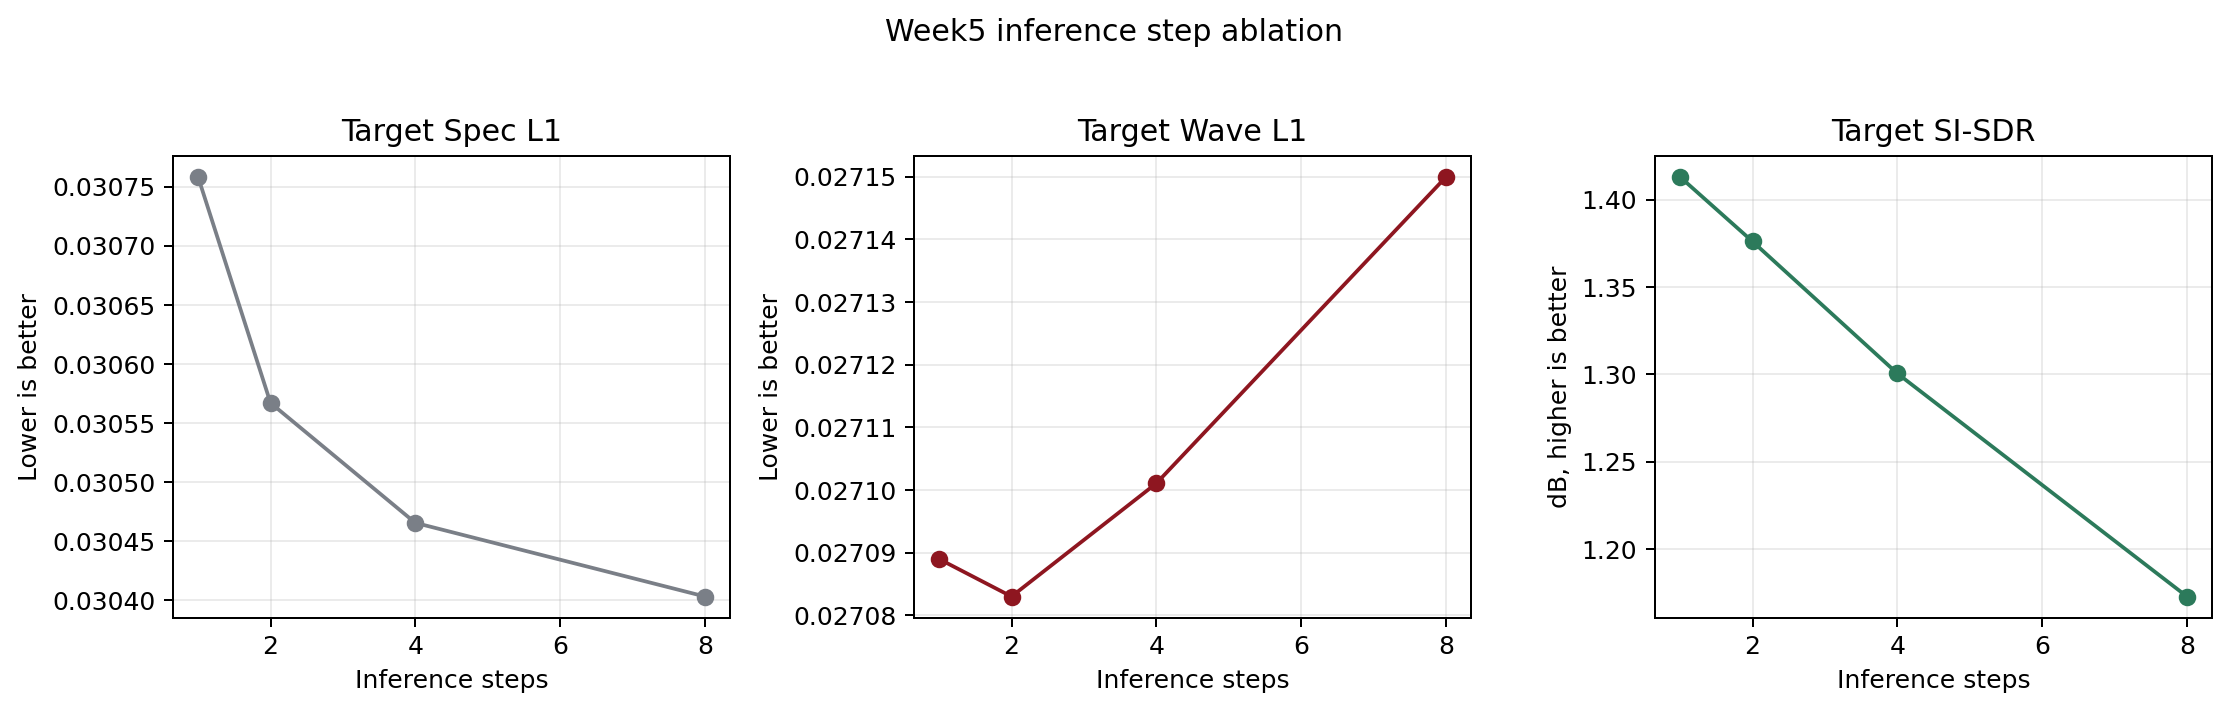 Week5 inference step ablation
Target Spec L1
Lower is better
0.03075
0.03070
0.03065
0.03060
0.03055
0.03050
0.03045
0.03040
2 4 6 8
Inference steps
Target Wave L1
Lower is better
0.02715
0.02714
0.02713
0.02712
0.02711
0.02710
0.02709
0.02708
2 4 6 8
Inference steps
Target SI-SDR
dB, higher is better
1.40
1.35
1.30
1.25
1.20
2 4 6 8
Inference steps